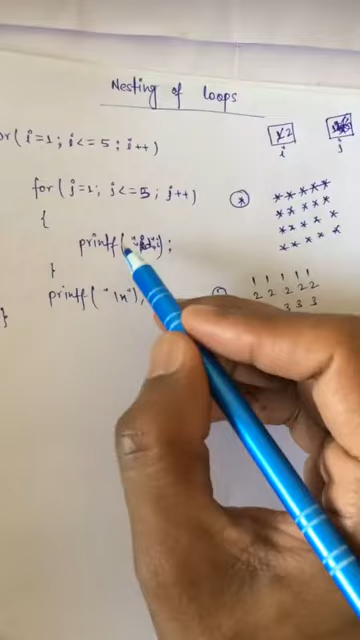 Nesting of loops
for(i=1; i<=5; i++)
for(j=1; j<=5; j++)
{
printf("
}
printf("\n")
}
i
j
*
* * * * *
* * * *
* * * *
* * * *
1 1 1 1 1
2 2 2 2 2
3 3 3